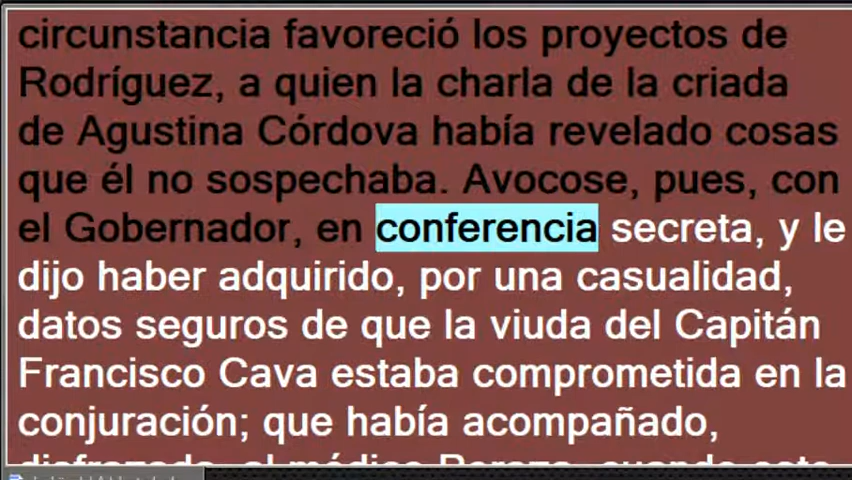 circunstancia favoreció los proyectos de
Rodríguez, a quien la charla de la criada
de Agustina Córdova había revelado cosas
que él no sospechaba. Avocose, pues, con
el Gobernador, en conferencia secreta, y le
dijo haber adquirido, por una casualidad,
datos seguros de que la viuda del Capitán
Francisco Cava estaba comprometida en la
conjuración; que había acompañado,